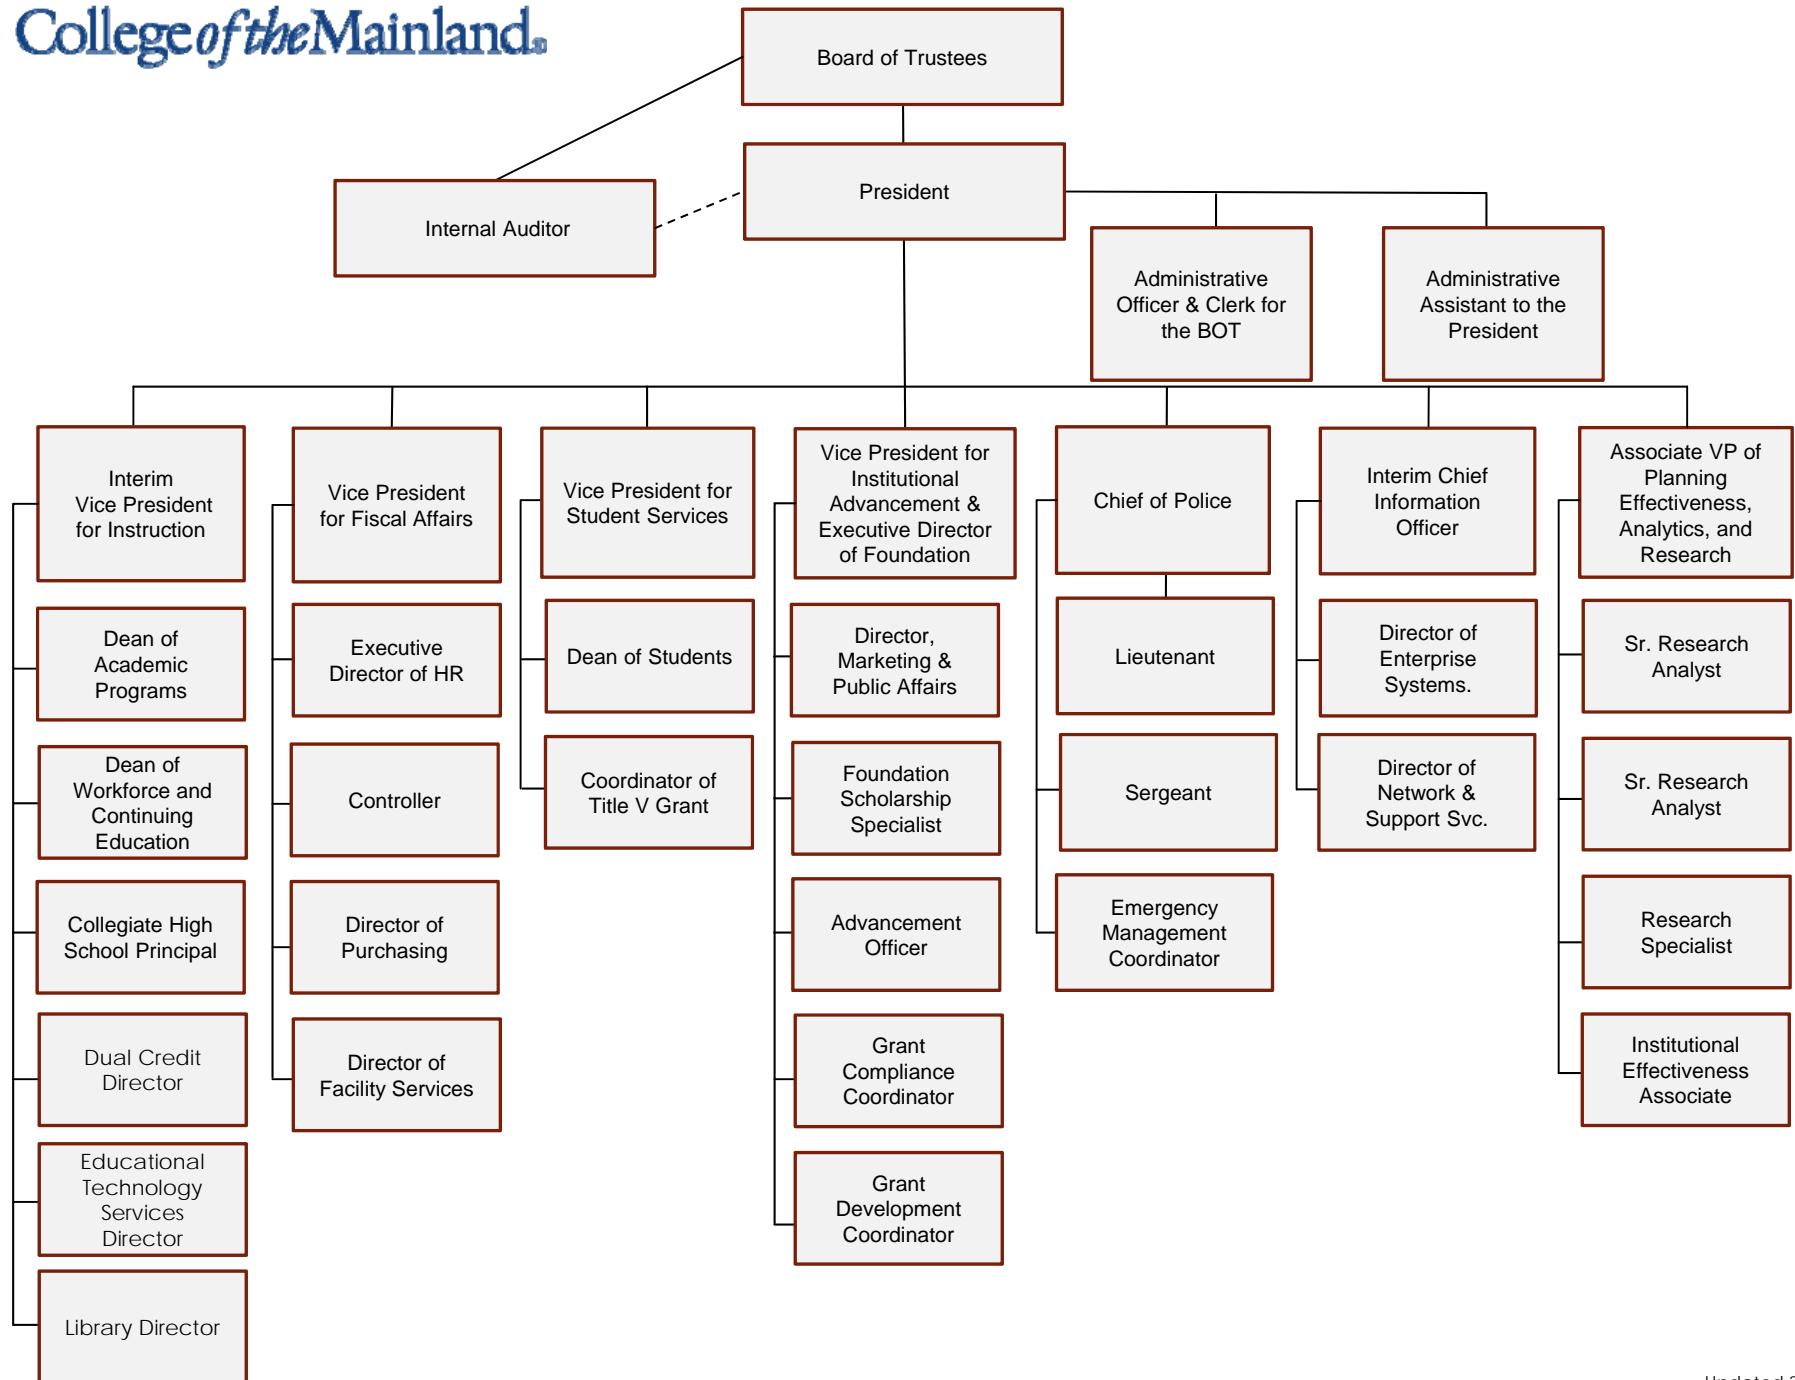 College of the Mainland®
Board of Trustees
President
Internal Auditor
Administrative
Officer & Clerk for
the BOT
Administrative
Assistant to the
President
Interim
Vice President
for Instruction
Dean of
Academic
Programs
Dean of
Workforce and
Continuing
Education
Collegiate High
School Principal
Dual Credit
Director
Educational
Technology
Services
Director
Library Director
Vice President
for Fiscal Affairs
Executive
Director of HR
Controller
Director of
Purchasing
Director of
Facility Services
Vice President for
Student Services
Dean of Students
Coordinator of
Title V Grant
Vice President for
Institutional
Advancement &
Executive Director
of Foundation
Director,
Marketing &
Public Affairs
Foundation
Scholarship
Specialist
Advancement
Officer
Grant
Compliance
Coordinator
Grant
Development
Coordinator
Chief of Police
Lieutenant
Sergeant
Emergency
Management
Coordinator
Interim Chief
Information
Officer
Director of
Enterprise
Systems.
Director of
Network &
Support Svc.
Associate VP of
Planning
Effectiveness,
Analytics, and
Research
Sr. Research
Analyst
Sr. Research
Analyst
Research
Specialist
Institutional
Effectiveness
Associate
Updated